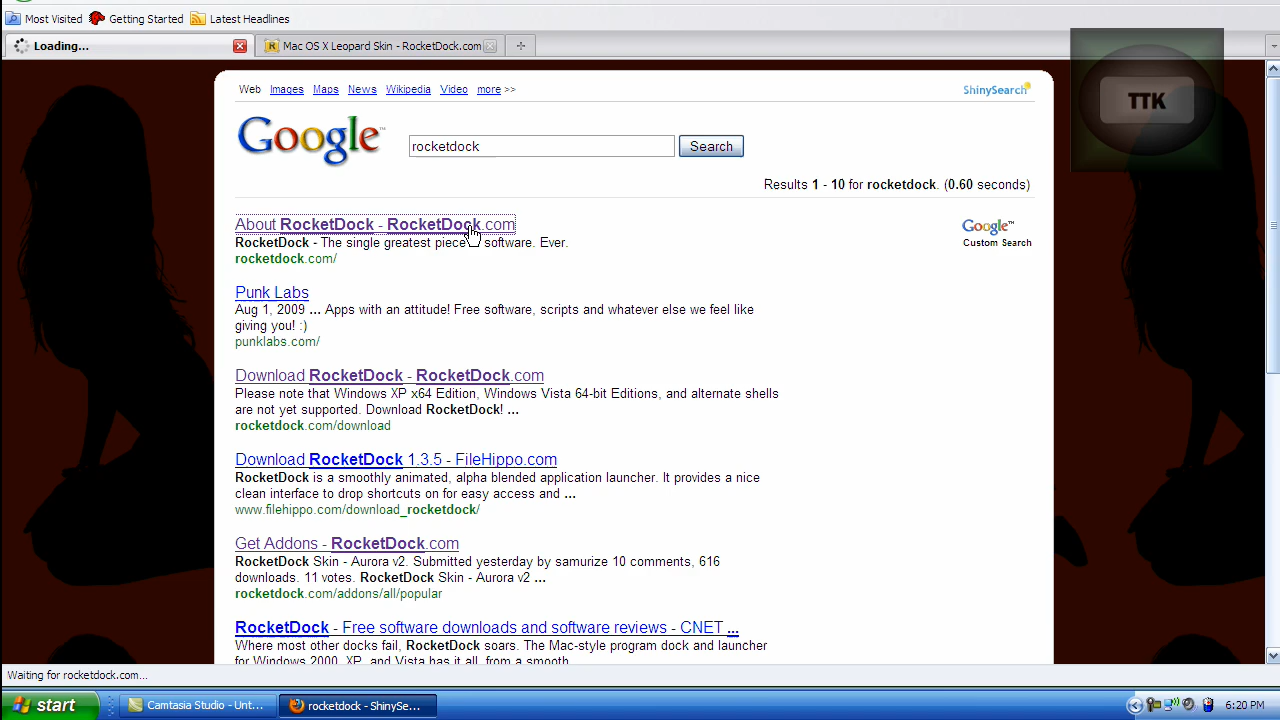 Most Visited Getting Started Latest Headlines
Loading... Mac OS X Leopard Skin - RocketDock.com
TTK
Web Images Maps News Wikipedia Video more >> ShinySearch
Google™ rocketdock Search
Results 1 - 10 for rocketdock. (0.60 seconds)
About RocketDock - RocketDock.com
RocketDock - The single greatest piece software. Ever.
rocketdock.com/
Google™
Custom Search
Punk Labs
Aug 1, 2009 ... Apps with an attitude! Free software, scripts and whatever else we feel like
giving you! :)
punklabs.com/
Download RocketDock - RocketDock.com
Please note that Windows XP x64 Edition, Windows Vista 64-bit Editions, and alternate shells
are not yet supported. Download RocketDock! ...
rocketdock.com/download
Download RocketDock 1.3.5 - FileHippo.com
RocketDock is a smoothly animated, alpha blended application launcher. It provides a nice
clean interface to drop shortcuts on for easy access and ...
www.filehippo.com/download_rocketdock/
Get Addons - RocketDock.com
RocketDock Skin - Aurora v2. Submitted yesterday by samurize 10 comments, 616
downloads. 11 votes. RocketDock Skin - Aurora v2 ...
rocketdock.com/addons/all/popular
RocketDock - Free software downloads and software reviews - CNET ...
Where most other docks fail, RocketDock soars. The Mac-style program dock and launcher
for Windows 2000, XP, and Vista has it all, from a smooth
Waiting for rocketdock.com...
start Camtasia Studio - Unt... rocketdock - ShinySe... 6:20 PM